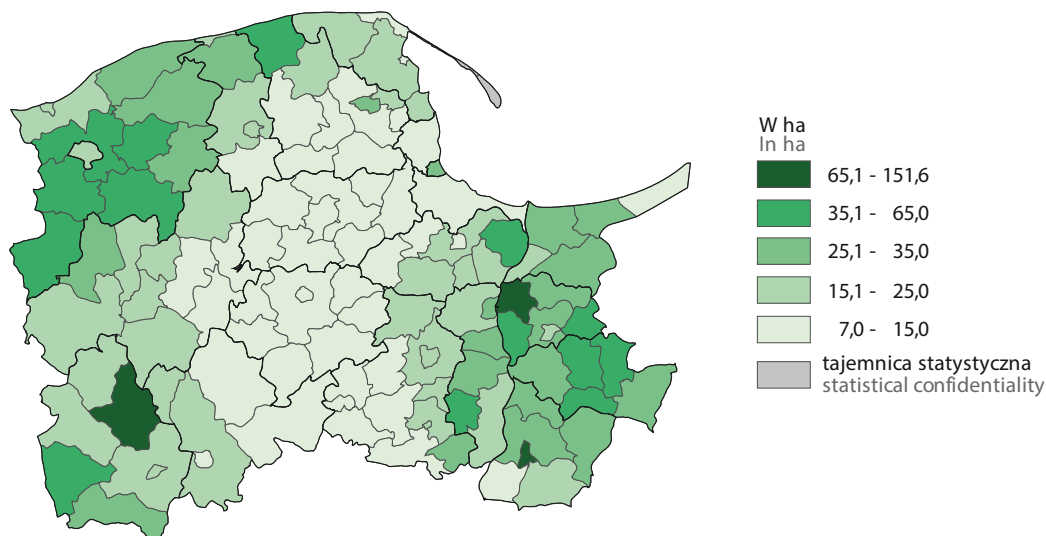 W ha
In ha
65,1 - 151,6
35,1 - 65,0
25,1 - 35,0
15,1 - 25,0
7,0 - 15,0
tajemnica statystyczna
statistical confidentiality